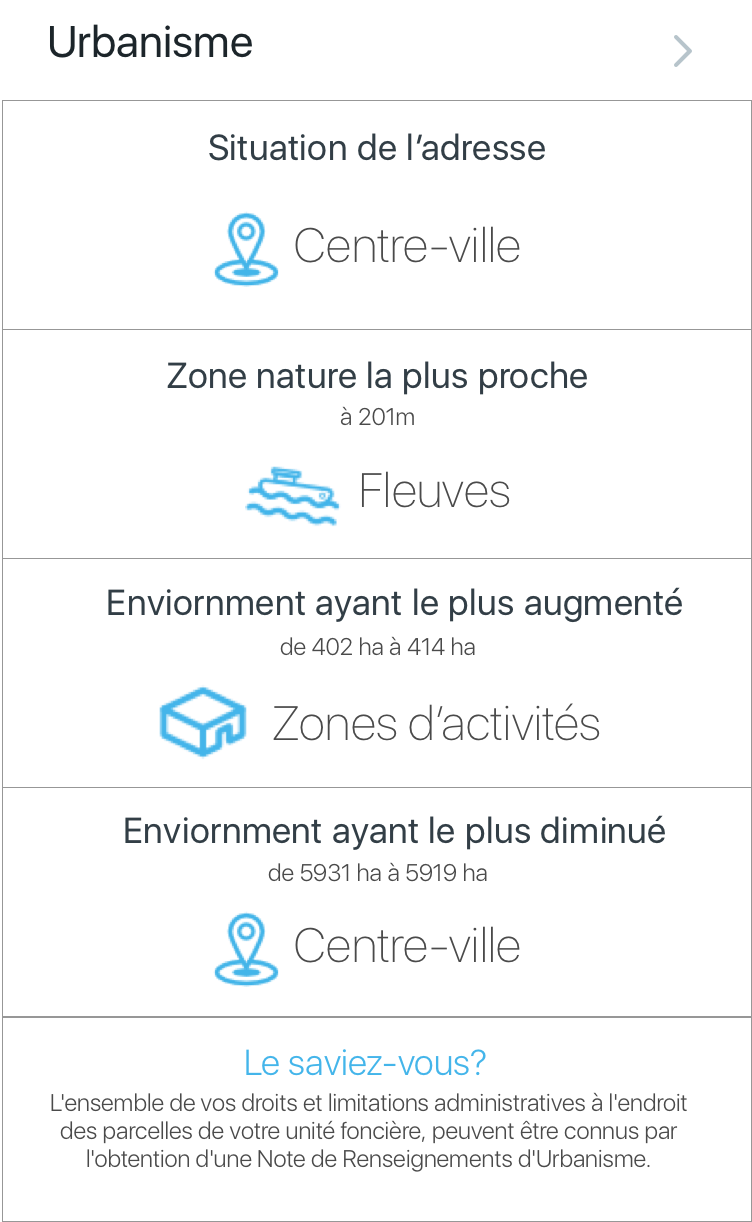 Urbanisme
Situation de l’adresse
Centre-ville
Zone nature la plus proche
à 201m
Fleuves
Enviornment ayant le plus augmenté
de 402 ha à 414 ha
Zones d’activités
Enviornment ayant le plus diminué
de 5931 ha à 5919 ha
Centre-ville
Le saviez-vous?
L'ensemble de vos droits et limitations administratives à l'endroit
des parcelles de votre unité foncière, peuvent être connus par
l'obtention d'une Note de Renseignements d'Urbanisme.